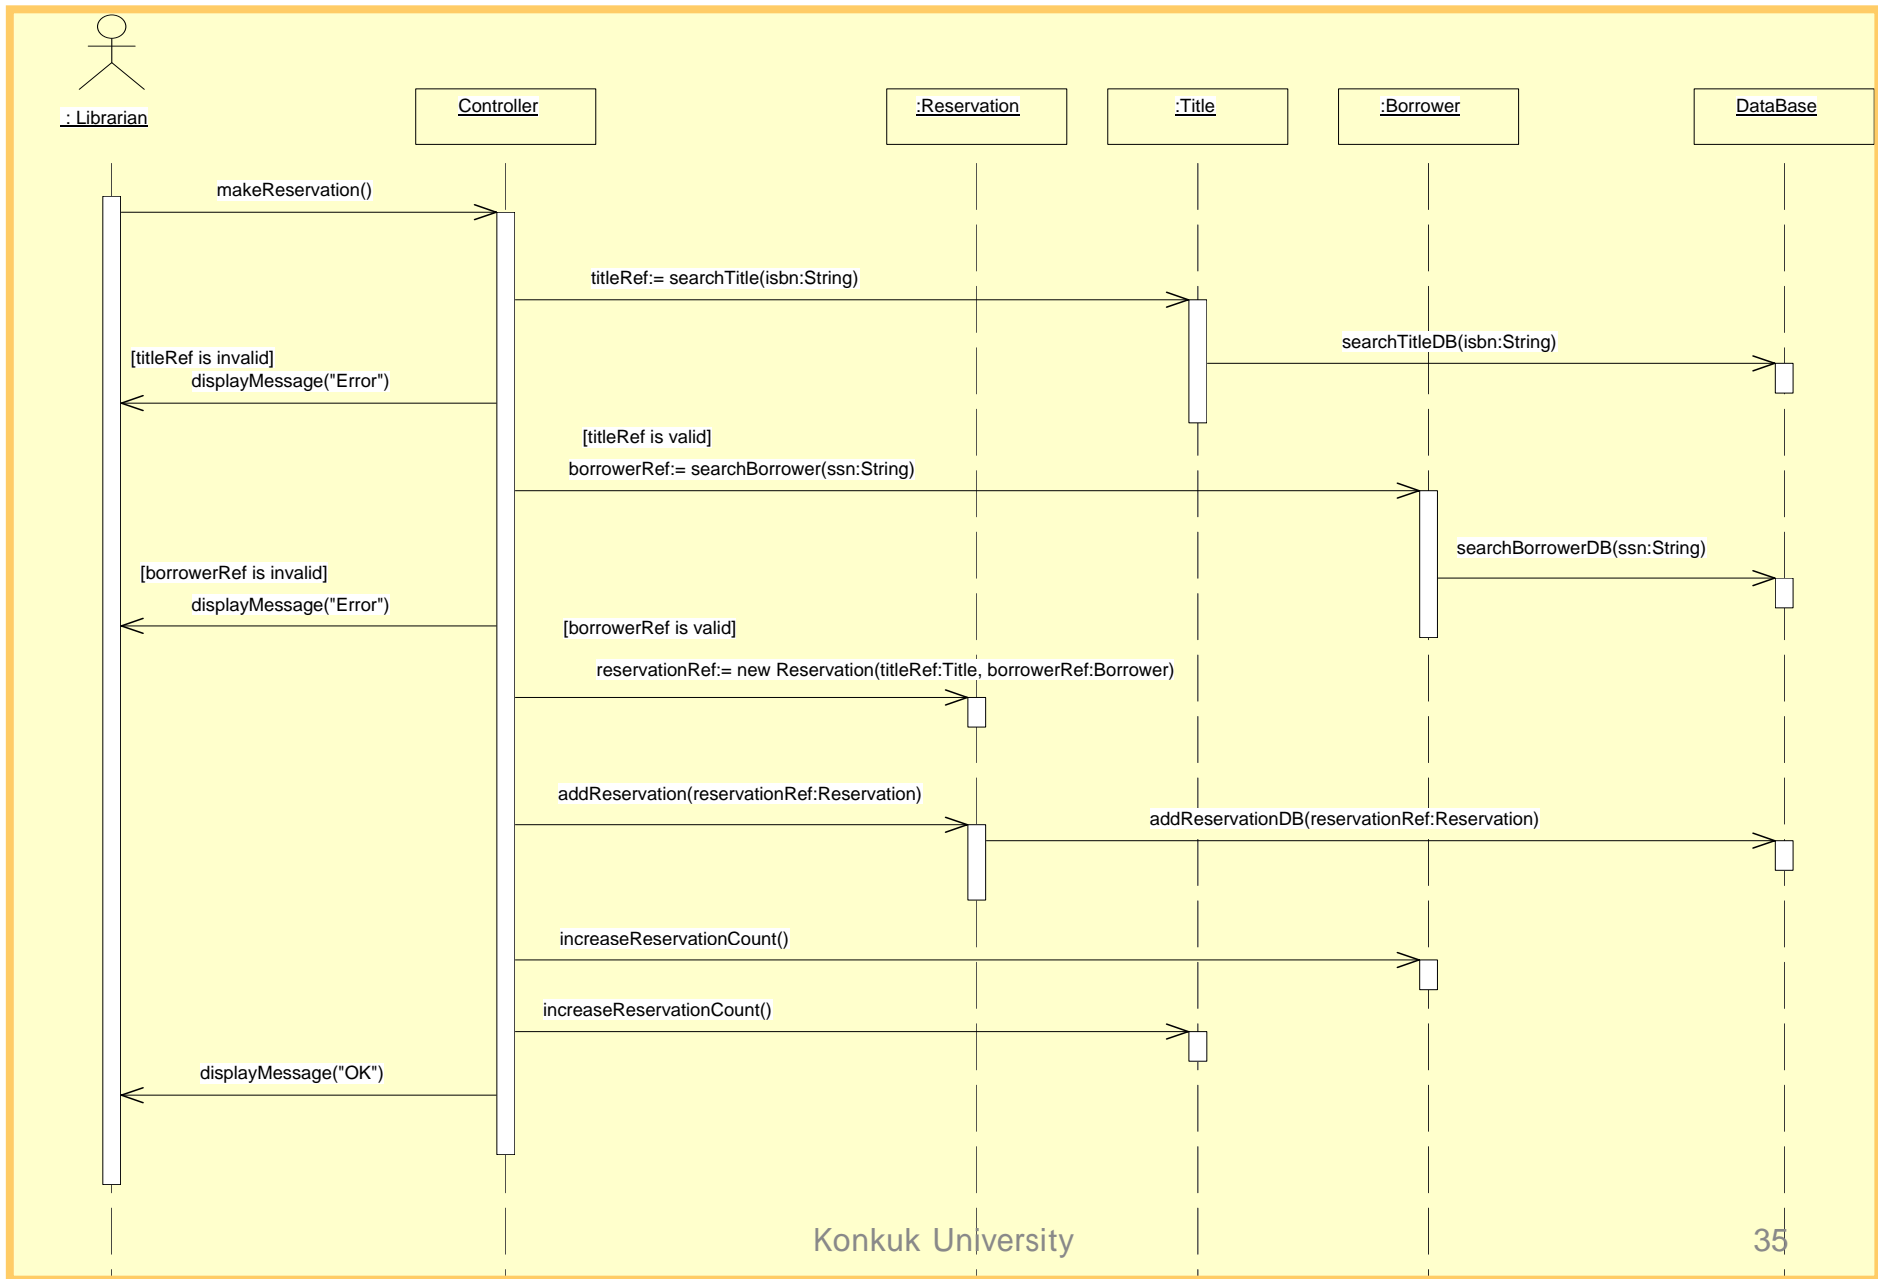 : Librarian
Controller
:Reservation
:Title
:Borrower
DataBase
makeReservation()
titleRef:= searchTitle(isbn:String)
searchTitleDB(isbn:String)
[titleRef is invalid]
displayMessage("Error")
[titleRef is valid]
borrowerRef:= searchBorrower(ssn:String)
searchBorrowerDB(ssn:String)
[borrowerRef is invalid]
displayMessage("Error")
[borrowerRef is valid]
reservationRef:= new Reservation(titleRef:Title, borrowerRef:Borrower)
addReservation(reservationRef:Reservation)
addReservationDB(reservationRef:Reservation)
increaseReservationCount()
increaseReservationCount()
displayMessage("OK")
Konkuk University
35